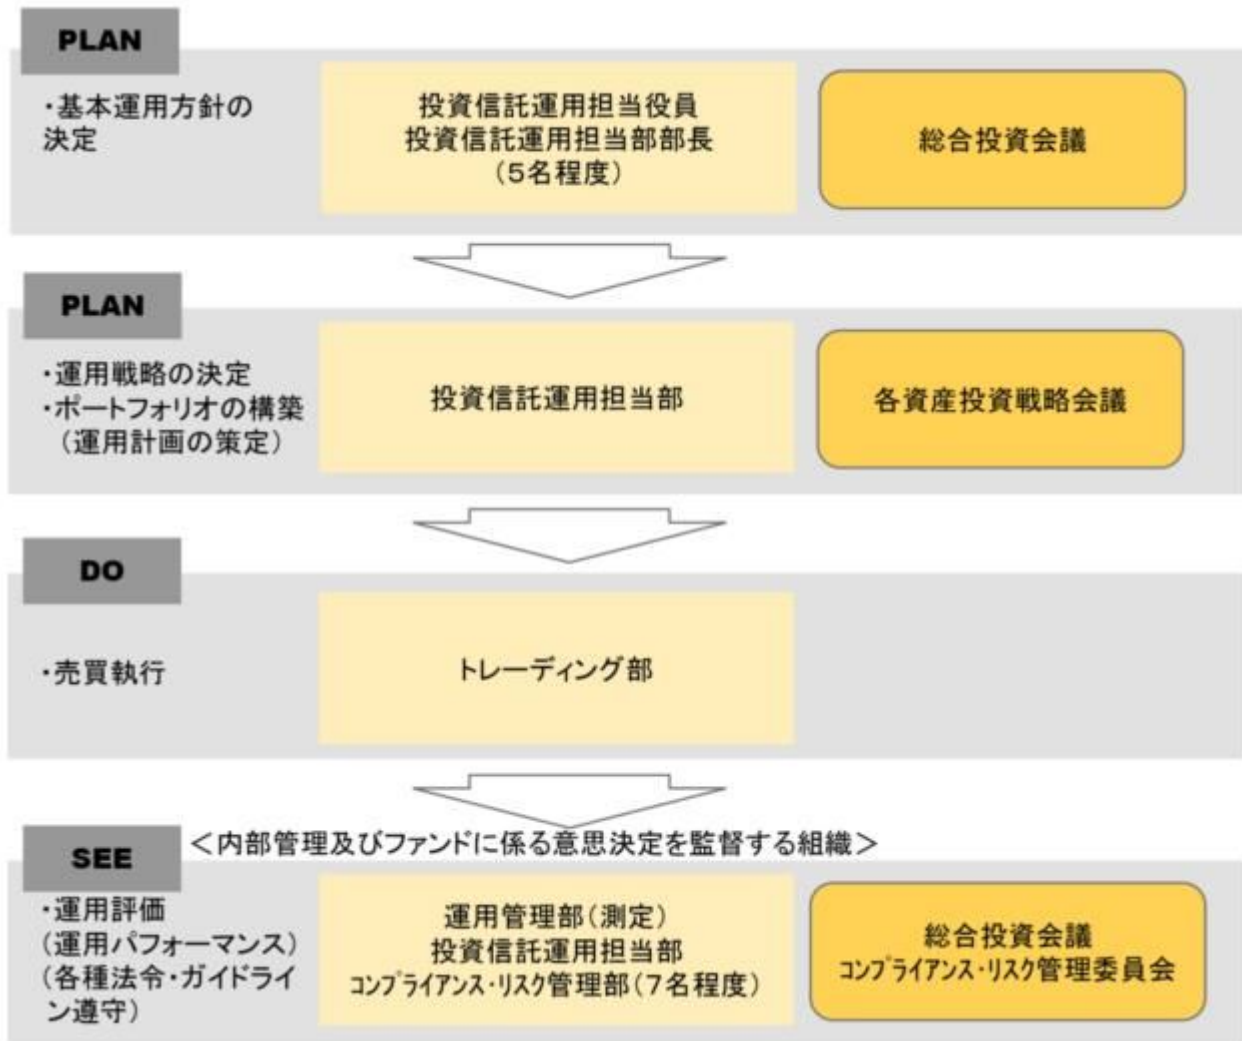 PLAN
・基本運用方針の
決定
投資信託運用担当役員
投資信託運用担当部部長
(5名程度)
総合投資会議
PLAN
・運用戦略の決定
・ポートフォリオの構築
(運用計画の策定)
投資信託運用担当部
各資産投資戦略会議
DO
・売買執行
トレーディング部
SEE
＜内部管理及びファンドに係る意思決定を監督する組織＞
・運用評価
(運用パフォーマンス)
(各種法令・ガイドライ
ン遵守)
運用管理部(測定)
投資信託運用担当部
ｺﾝﾌﾟﾗｲｱﾝｽ・ﾘｽｸ管理部(7名程度)
総合投資会議
ｺﾝﾌﾟﾗｲｱﾝｽ・ﾘｽｸ管理委員会